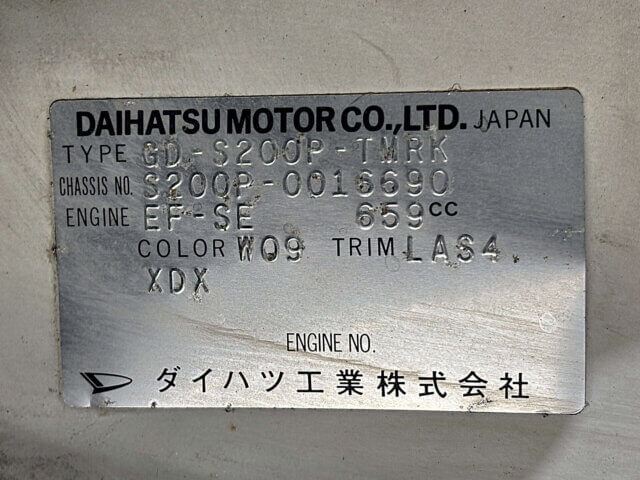 DAIHATSU MOTOR CO.,LTD. JAPAN
TYPE GD-S200P-TMRK
CHASSIS NO. S200P-0016690
ENGINE EF-SE 659CC
COLOR W09 TRIM LAS4.
XDX
ENGINE NO.
ダイハツ工業株式会社